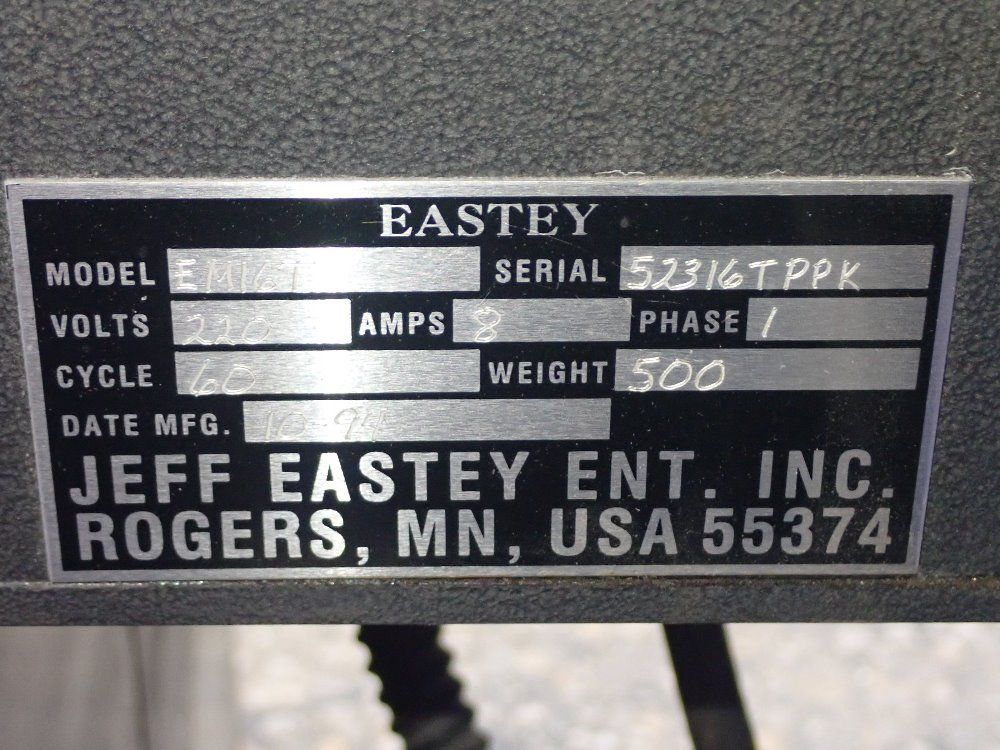 EASTEY
MODEL EM16T SERIAL 52316TPPK
VOLTS 220 AMPS 8 PHASE 1
CYCLE 60 WEIGHT 500
DATE MFG. 10-94
JEFF EASTEY ENT. INC.
ROGERS, MN, USA 55374